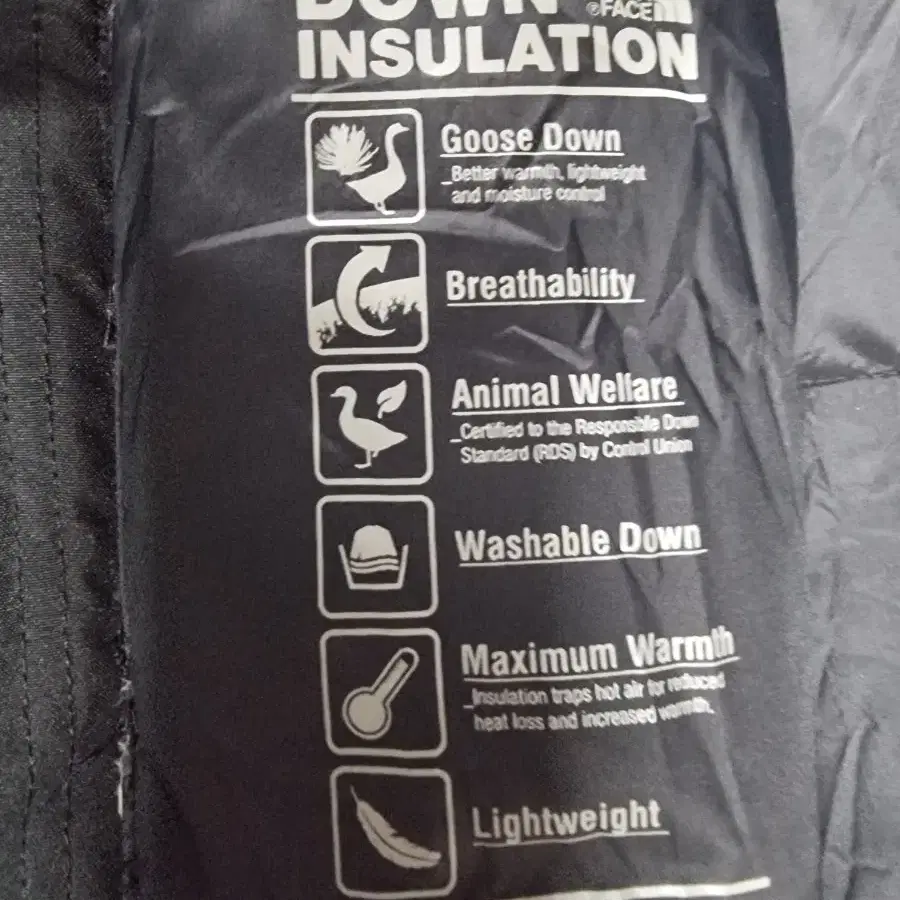 DOWN
®FACE
INSULATION
Goose Down
_Better warmth, lightweight
and moisture control
Breathability
Animal Welfare
_Certified to the Responsible Down
Standard (RDS) by Control Union
Washable Down
Maximum Warmth
_Insulation traps hot air for reduced
heat loss and increased warmth.
Lightweight